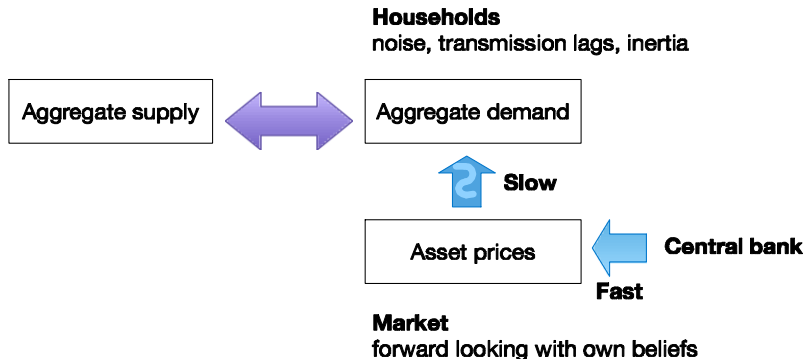 Households
noise, transmission lags, inertia
Aggregate supply
Aggregate demand
Slow
Asset prices
Central bank
Fast
Market
forward looking with own beliefs